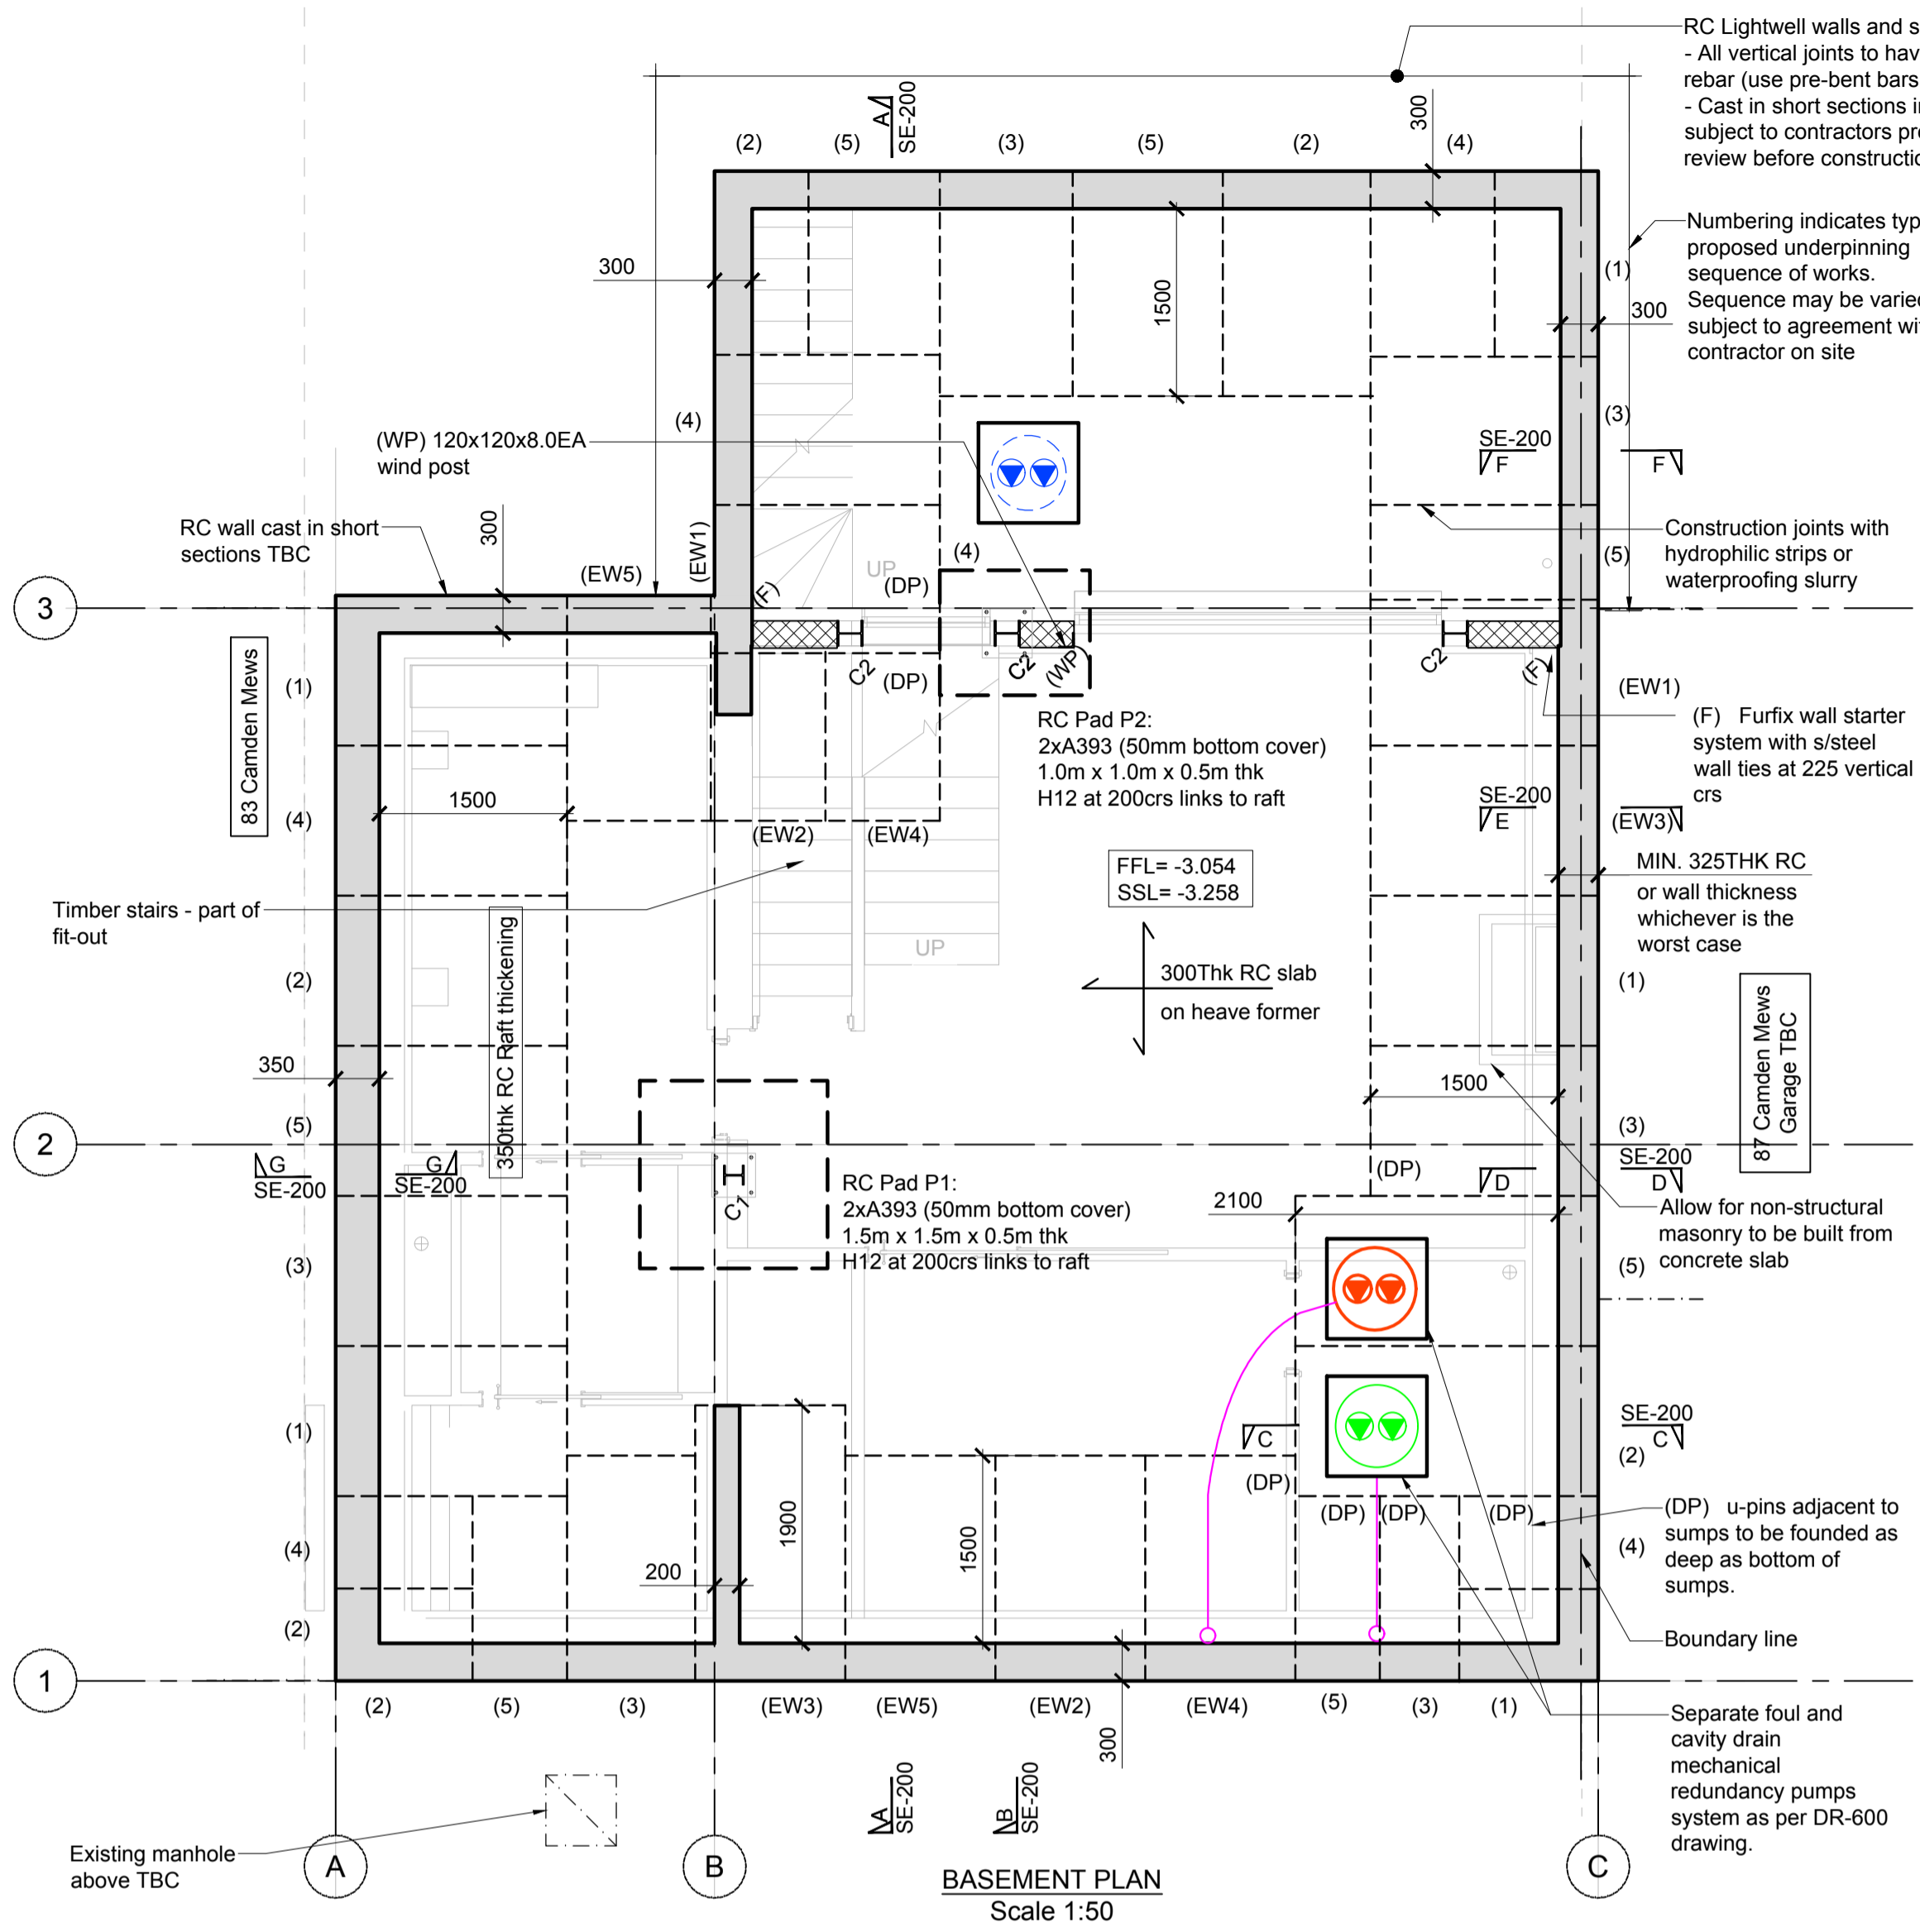 RC Lightwell walls and s
- All vertical joints to hav
rebar (use pre-bent bars
- Cast in short sections i
subject to contractors pr
review before constructi
A
SE-200
300
(2)
(5)
(3)
(5)
(2)
(4)
Numbering indicates typ
proposed underpinning
sequence of works.
Sequence may be varie
subject to agreement wi
contractor on site
(1)
300
300
1500
(WP) 120x120x8.0EA
wind post
(4)
(3)
SE-200
F
F
RC wall cast in short
sections TBC
300
(EW5)
(EW1)
(F)
UP
(DP)
(4)
Construction joints with
hydrophilic strips or
waterproofing slurry
(5)
3
83 Camden Mews
(1)
C2
(DP)
C2
(WP)
C2
(F)
(EW1)
(F) Furfix wall starter
system with s/steel
wall ties at 225 vertical
crs
RC Pad P2:
2xA393 (50mm bottom cover)
1.0m x 1.0m x 0.5m thk
H12 at 200crs links to raft
1500
(4)
(EW2)
(EW4)
SE-200
E
(EW3)
FFL= -3.054
SSL= -3.258
MIN. 325THK RC
or wall thickness
whichever is the
worst case
Timber stairs - part of
fit-out
350thk RC Raft thickening
UP
(2)
300Thk RC slab
on heave former
(1)
87 Camden Mews
Garage TBC
350
1500
(5)
2
(3)
G
SE-200
G
SE-200
C1
RC Pad P1:
2xA393 (50mm bottom cover)
1.5m x 1.5m x 0.5m thk
H12 at 200crs links to raft
(DP)
D
SE-200
D
2100
Allow for non-structural
masonry to be built from
concrete slab
(3)
(5)
(1)
C
SE-200
C
(2)
(DP)
(DP)
(DP)
(DP)
(DP) u-pins adjacent to
sumps to be founded as
deep as bottom of
sumps.
1900
1500
200
(4)
(4)
(2)
Boundary line
1
(2)
(5)
(3)
(EW3)
(EW5)
(EW2)
(EW4)
(5)
(3)
(1)
300
Separate foul and
cavity drain
mechanical
redundancy pumps
system as per DR-600
drawing.
A
SE-200
B
SE-200
Existing manhole
above TBC
A
B
C
BASEMENT PLAN
Scale 1:50